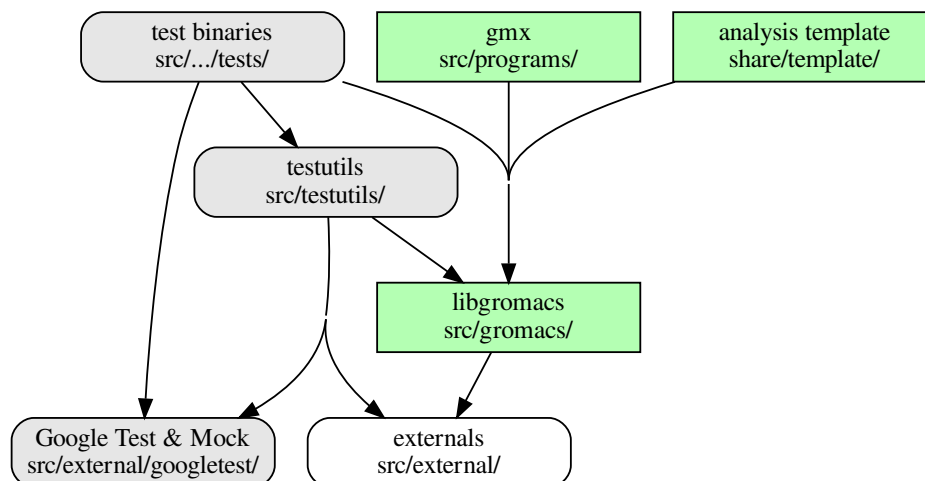 test binaries
src/.../tests/
gmx
src/programs/
analysis template
share/template/
testutils
src/testutils/
libgromacs
src/gromacs/
Google Test & Mock
src/external/googletest/
externals
src/external/